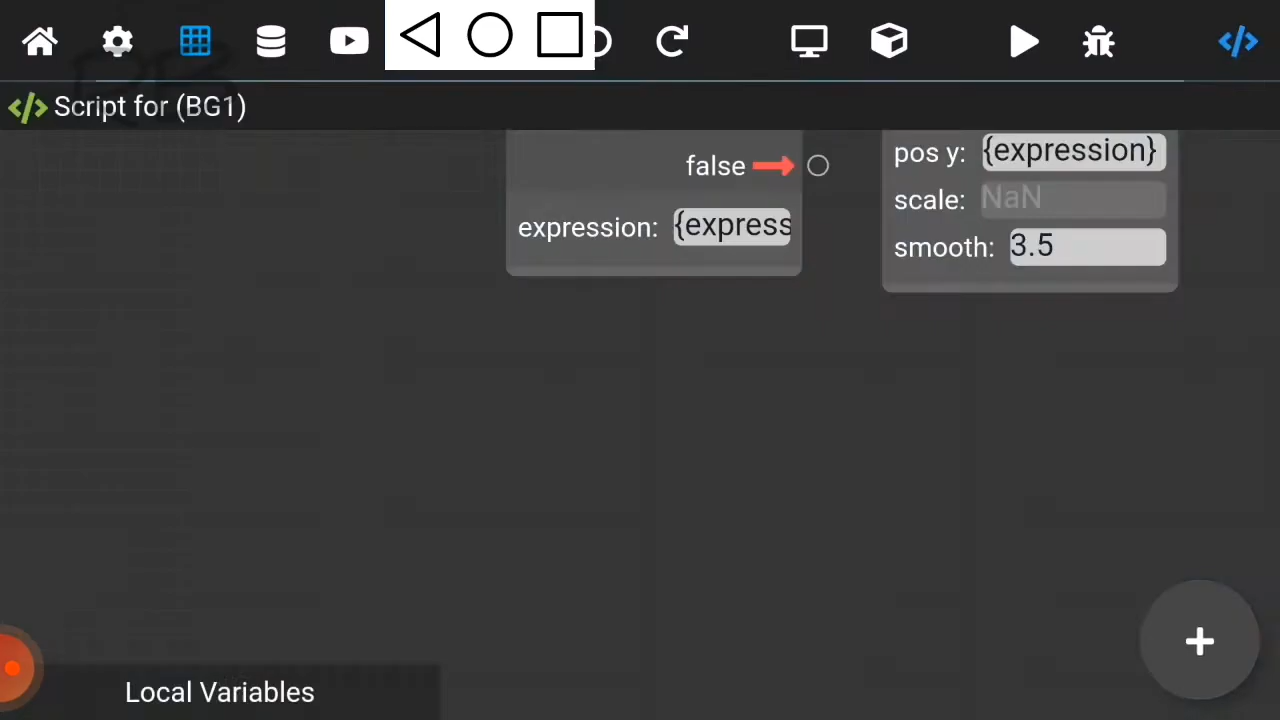 Script for (BG1)
false
expression: {express
pos y: {expression}
scale: NaN
smooth: 3.5
Local Variables